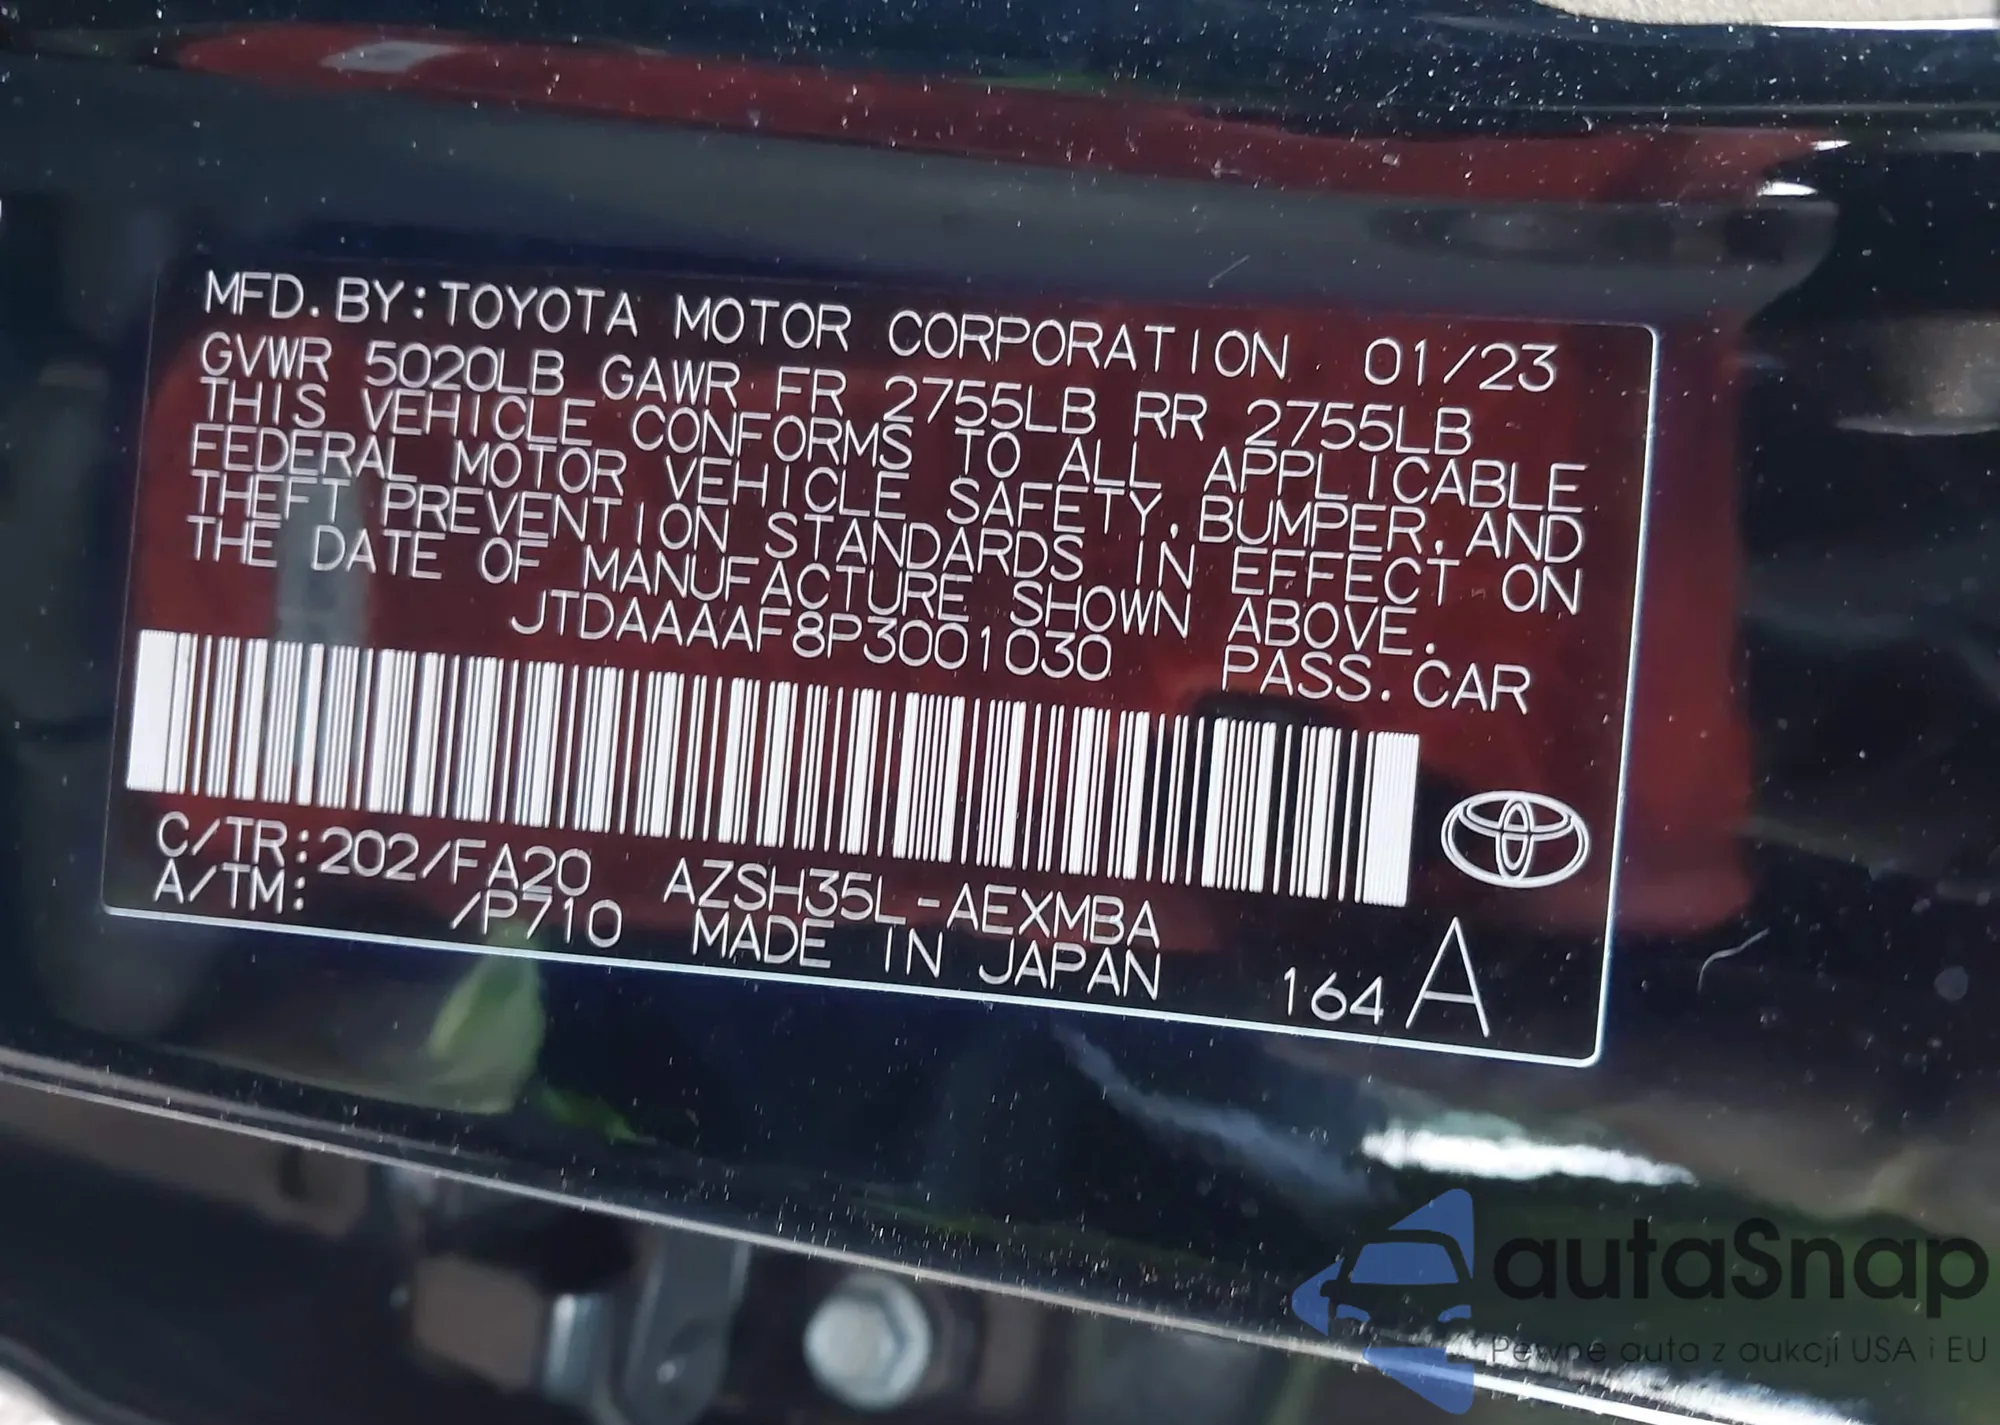 MFD. BY: TOYOTA MOTOR CORPORATION 01/23
GVWR 5020LB GAWR FR 2755LB RR 2755LB
THIS VEHICLE CONFORMS TO ALL APPLICABLE
FEDERAL MOTOR VEHICLE SAFETY, BUMPER, AND
THEFT PREVENTION STANDARDS IN EFFECT ON
THE DATE OF MANUFACTURE SHOWN ABOVE.
JTDAAAAF8P3001030 PASS. CAR
C/TR: 202/FA20 AZSH35L-AEXMBA
A/TM: /P710 MADE IN JAPAN 164 A
autaSnap
Pewne auta z aukcji USA i EU